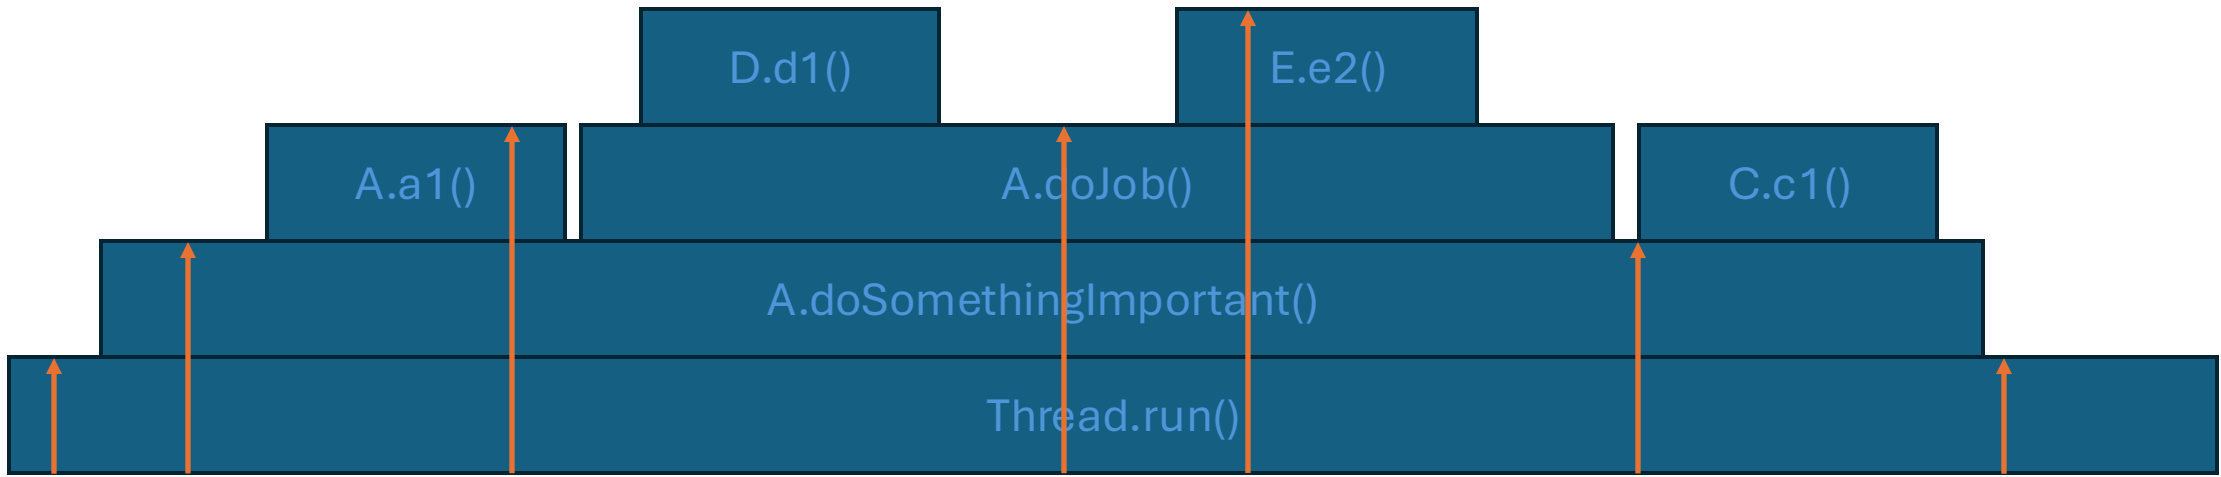 D.d1()
E.e2()
A.a1()
A.doJob()
C.c1()
A.doSomethingImportant()
Thread.run()